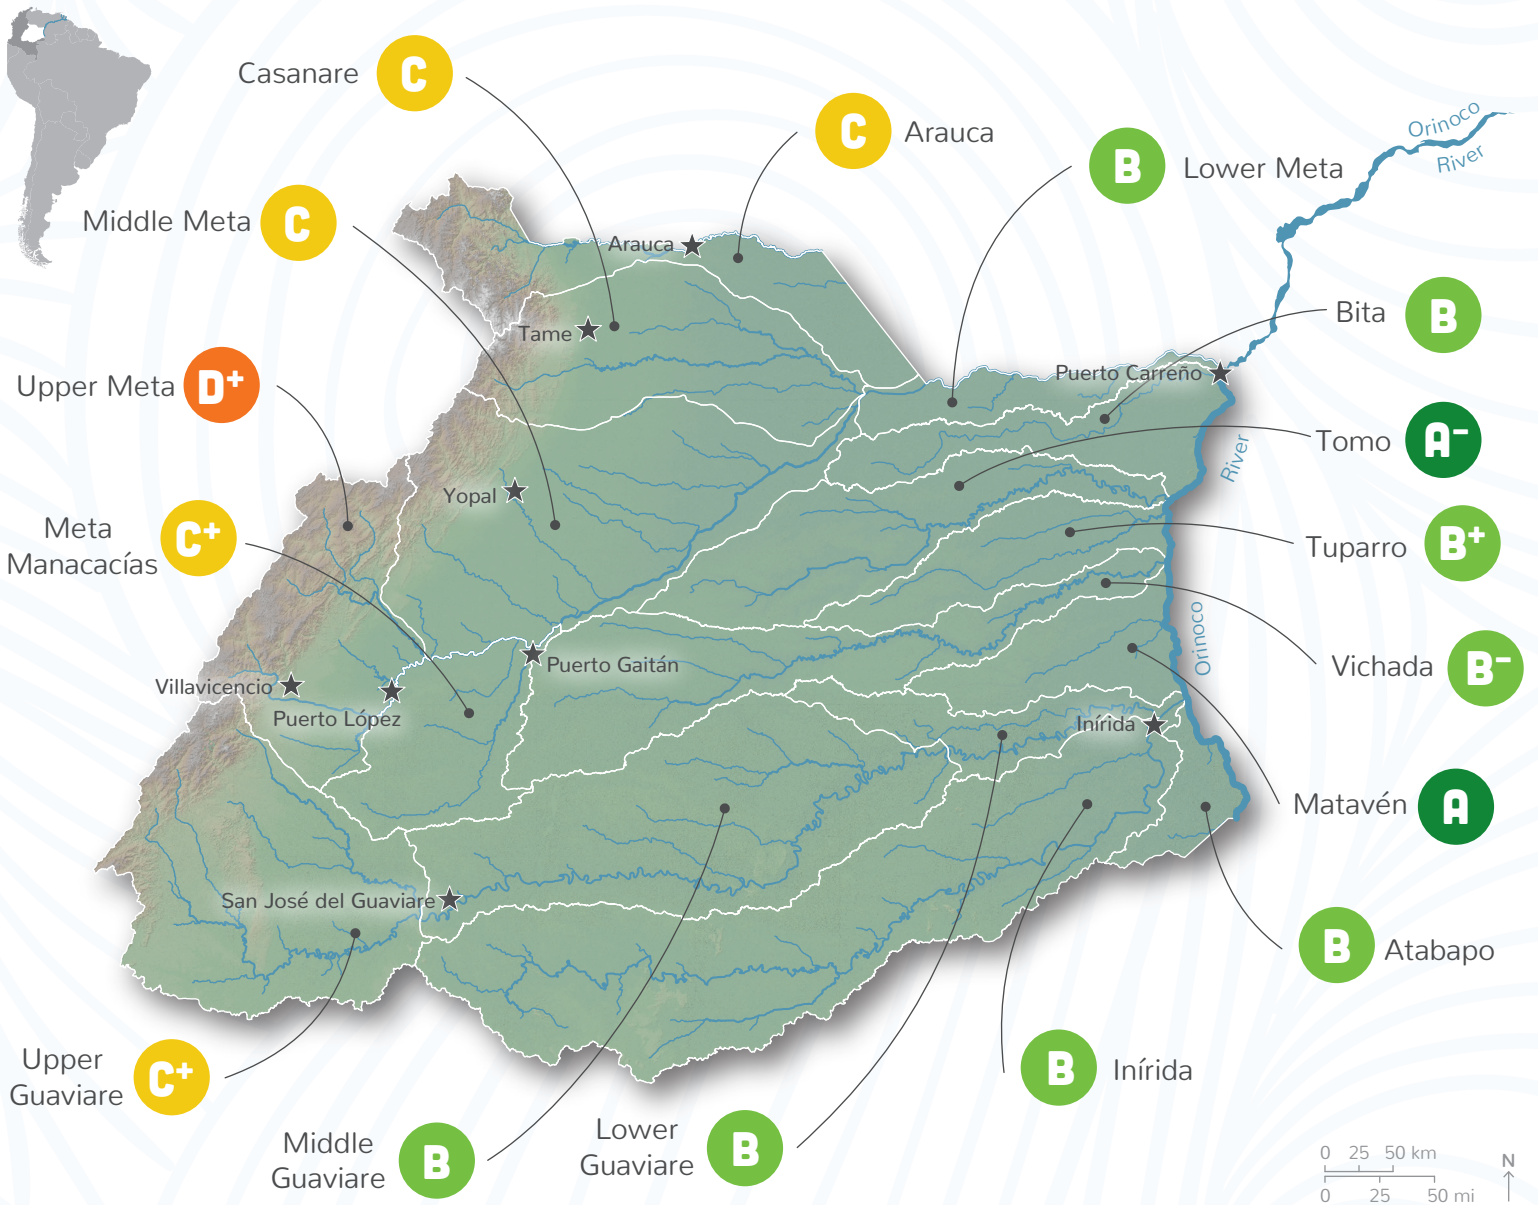 Casanare
C
C
Arauca
B
Lower Meta
Orinoco
River
Middle Meta
C
Arauca
Bita
B
Tame
Puerto Carreño
Upper Meta
D+
Tomo
A-
River
Yopal
Meta
Manacacías
C+
Tuparro
B+
Orinoco
Puerto Gaitán
Vichada
B-
Villavicencio
Puerto López
Inírida
Matavén
A
San José del Guaviare
B
Atabapo
Upper
Guaviare
C+
B
Inírida
Middle
Guaviare
B
Lower
Guaviare
B
0 25 50 km
0 25 50 mi
N